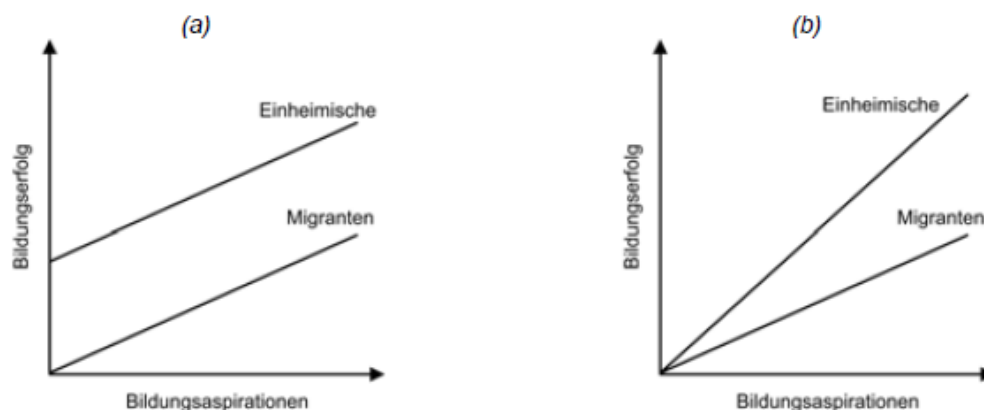 (a)
Einheimische
Migranten
Bildungserfolg
Bildungsaspirationen
(b)
Einheimische
Migranten
Bildungserfolg
Bildungsaspirationen